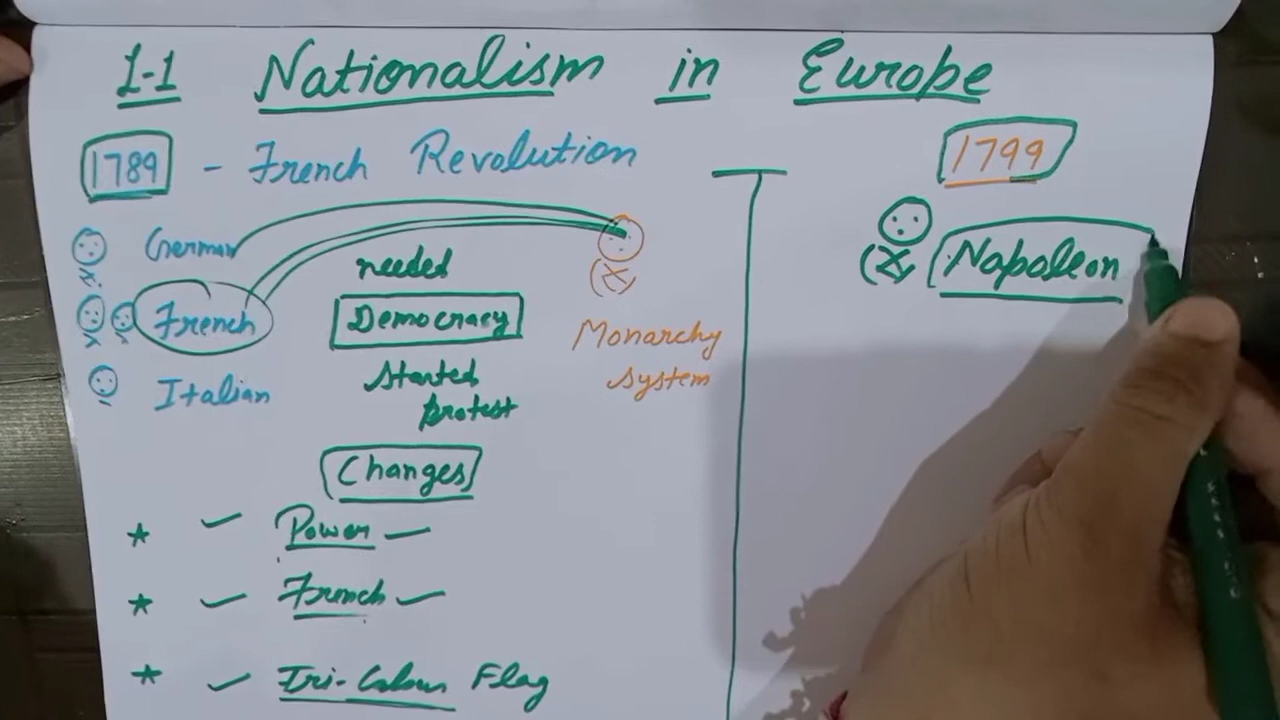 1-1 Nationalism in Europe
1789 - French Revolution
German
French
Italian
needed
Democracy
started
protest
Monarchy
system
Changes
Power
French
Tri-Colour Flag
1799
Napoleon